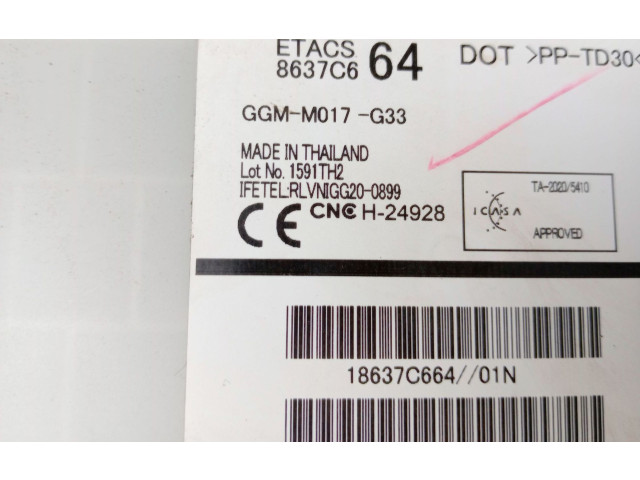 ETACS 64 DOT >PP-TD30<
8637C6
GGM-M017-G33
MADE IN THAILAND
Lot No. 1591TH2
IFETEL:RLVNIGG20-0899
CE CNC H-24928
TA-2020/5410
ICASA
APPROVED
18637C664//01N